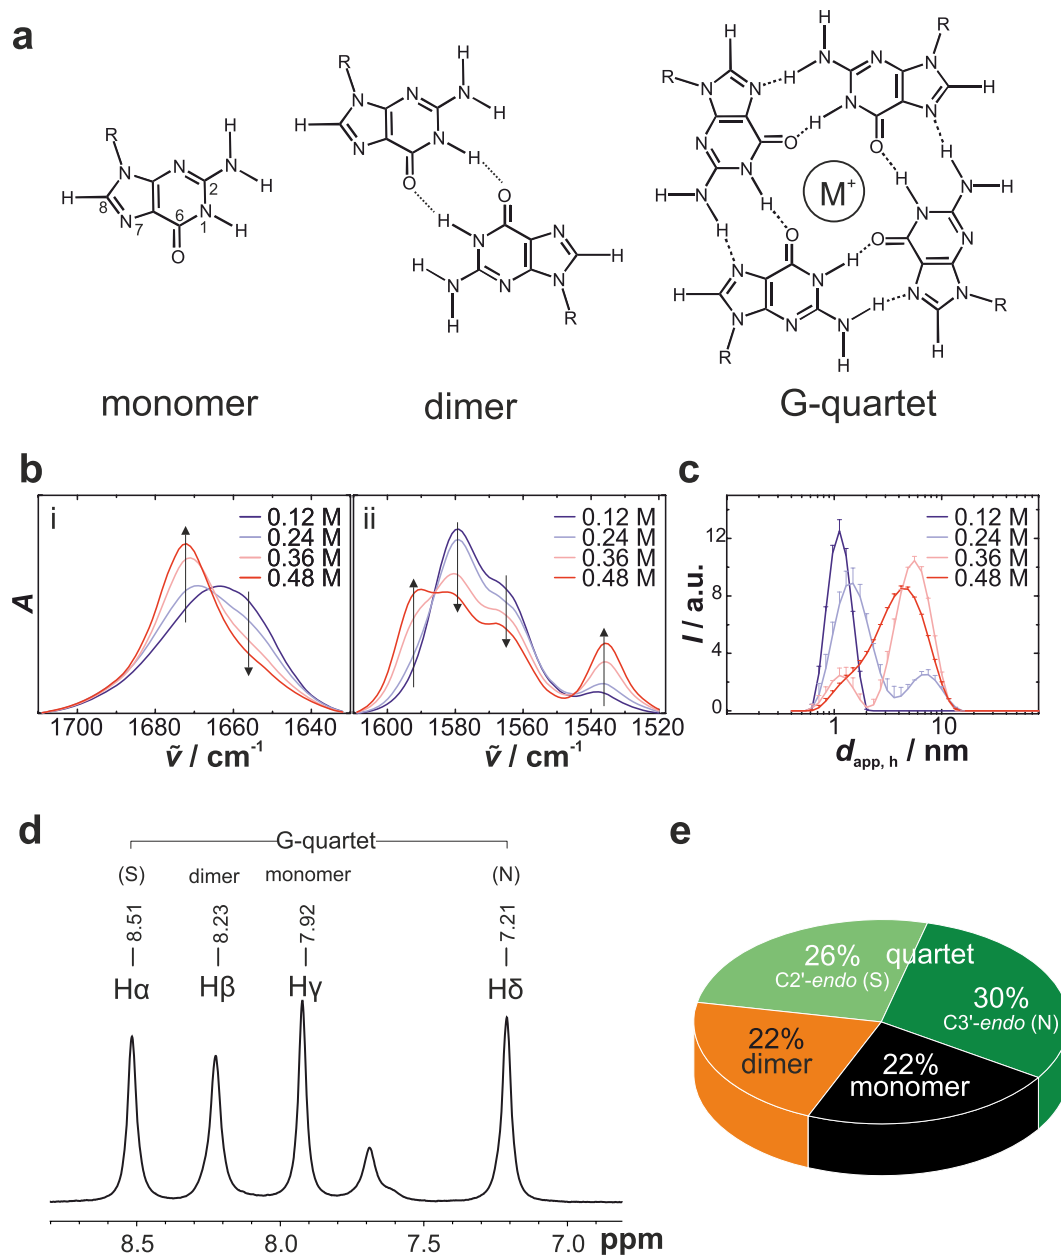 a
R
N
N
N
N
H
H
H
H
O
8
7
6
1
2
monomer
R
H
N
N
N
N
N
H
H
H
O
O
H
N
H
N
H
N
N
N
N
H
R
dimer
H
R
N
N
H
N
H
N
N
N
R
H
N
H
N
O
H
N
O
N
N
H
H
H
N
H
H
M+
H
N
H
N
O
O
H
N
N
H
N
N
H
N
N
N
H
H
N
N
R
R
H
H
G-quartet
b
i
0.12 M
0.24 M
0.36 M
0.48 M
ii
0.12 M
0.24 M
0.36 M
0.48 M
A
1700 1680 1660 1640
1600 1580 1560 1540 1520
ṽ / cm-1
ṽ / cm-1
c
0.12 M
0.24 M
0.36 M
0.48 M
12
8
4
0
I / a.u.
1 10
dapp, h / nm
d
G-quartet
(S) dimer monomer (N)
8.51 8.23 7.92 7.21
Hα Hβ Hγ Hδ
8.5 8.0 7.5 7.0 ppm
e
26% quartet
C2'-endo (S)
30%
C3'-endo (N)
22%
dimer
22%
monomer